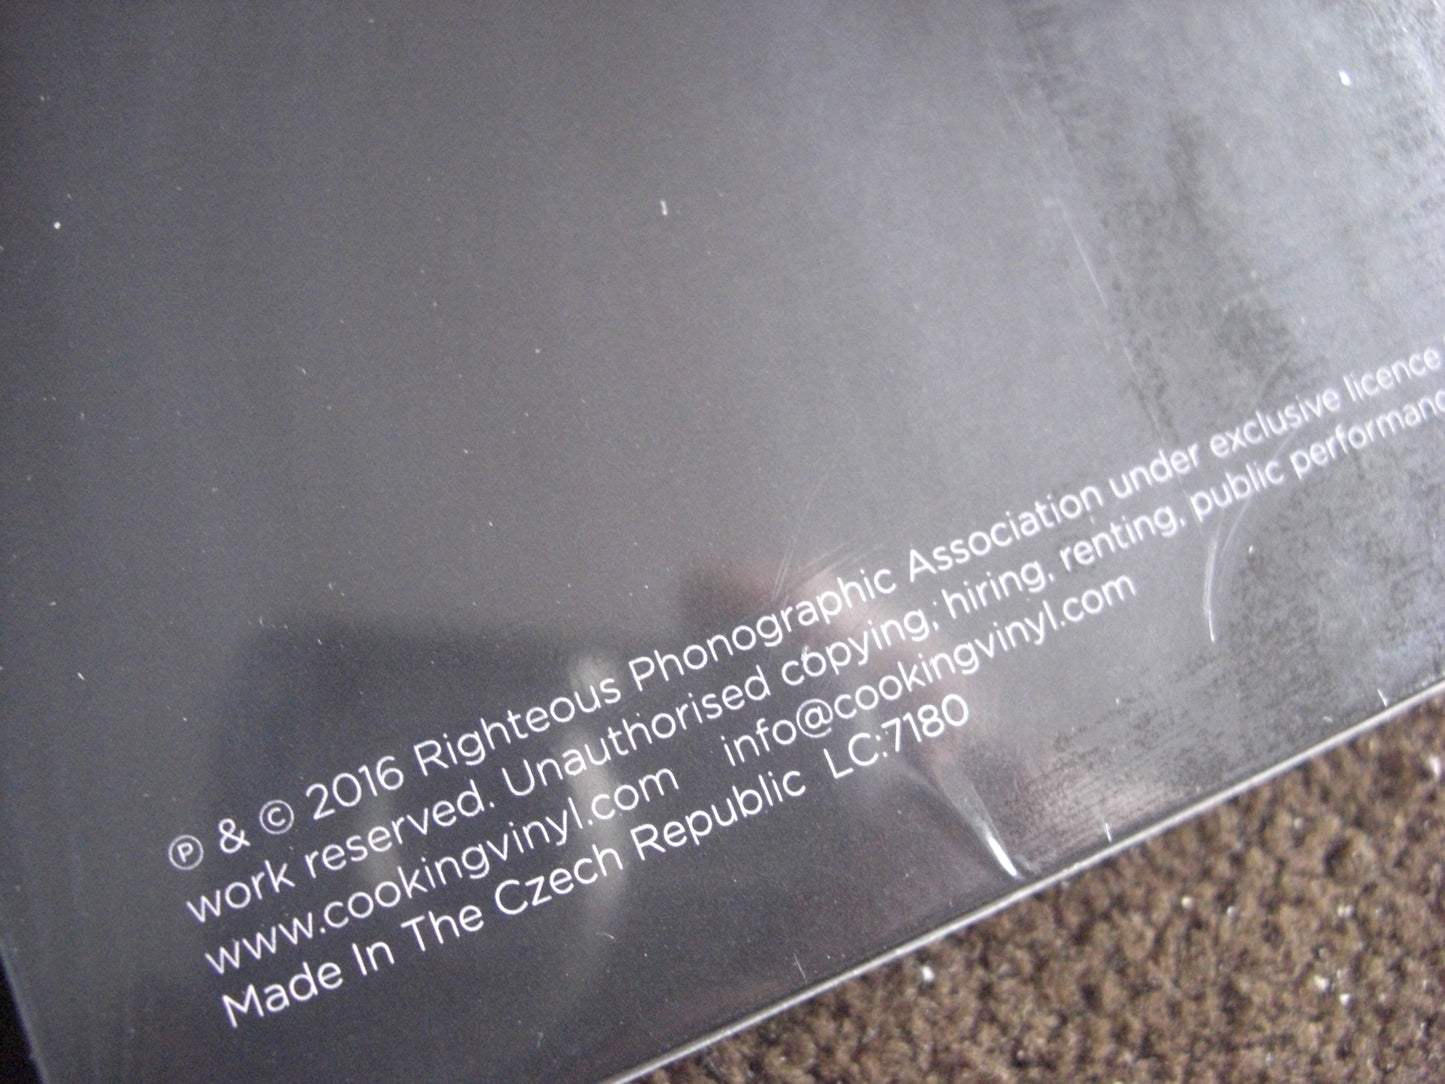 ℗ & © 2016 Righteous Phonographic Association under exclusive licence
work reserved. Unauthorised copying, hiring, renting, public performanc
www.cookingvinyl.com info@cookingvinyl.com
Made In The Czech Republic LC:7180